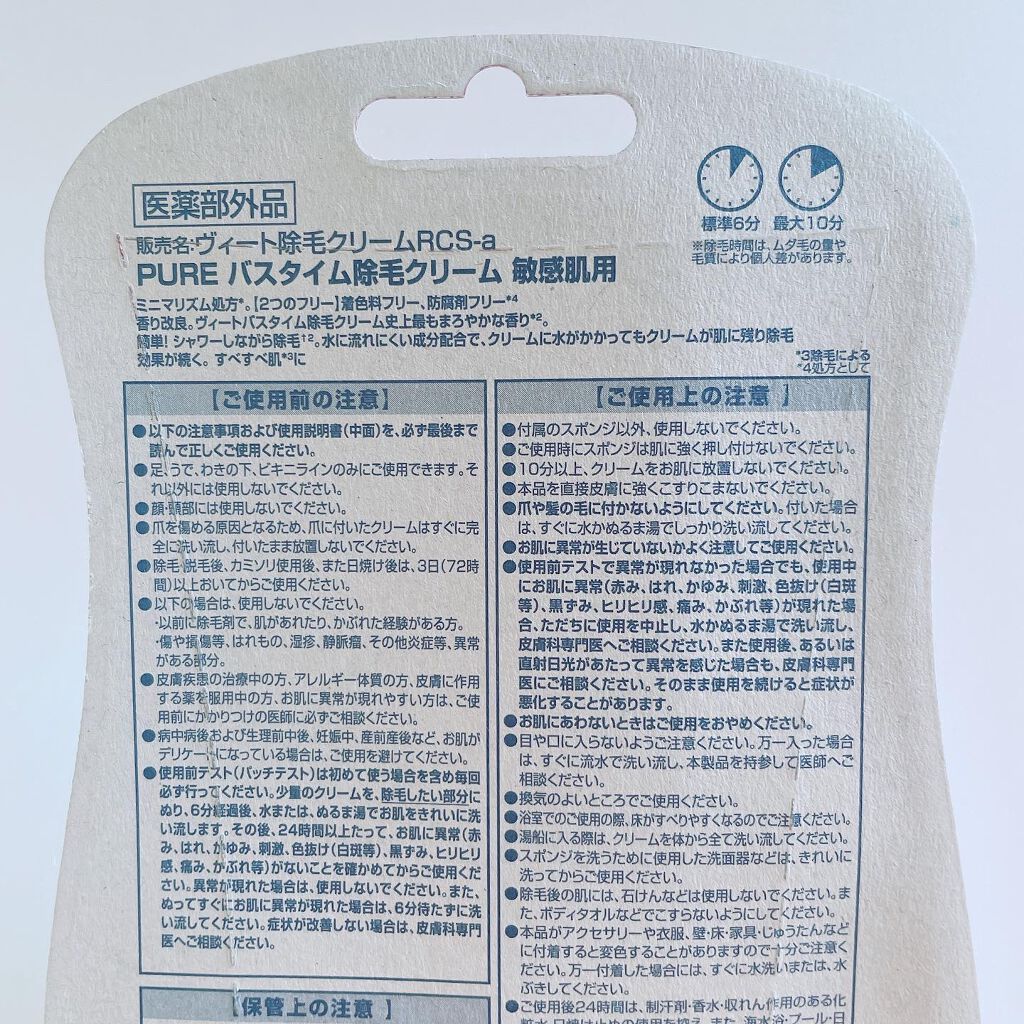 医薬部外品
販売名:ヴィート除毛クリームRCS-a
PURE バスタイム除毛クリーム 敏感肌用
標準6分 最大10分
※除毛時間は、ムダ毛の量や
毛質により個人差があります。
ミニマリズム処方*。【2つのフリー】着色料フリー、防腐剤フリー*4
香り改良。ヴィートバスタイム除毛クリーム史上最もまろやかな香り*2。
簡単! シャワーしながら除毛†2。水に流れにくい成分配合で、クリームに水がかかってもクリームが肌に残り除毛
効果が続く。すべすべ肌*3に
*3除毛による
*4処方として
【ご使用前の注意】
●以下の注意事項および使用説明書(中面)を、必ず最後まで
読んで正しくご使用ください。
●足、うで、わきの下、ビキニラインのみにご使用できます。そ
れ以外には使用しないでください。
●顔・頭部には使用しないでください。
●爪を傷める原因となるため、爪に付いたクリームはすぐに完
全に洗い流し、付いたまま放置しないでください。
●除毛・脱毛後、カミソリ使用後、また日焼け後は、3日(72時
間)以上おいてからご使用ください。
●以下の場合は、使用しないでください。
・以前に除毛剤で、肌があれたり、かぶれた経験がある方。
・傷や損傷等、はれもの、湿疹、静脈瘤、その他炎症等、異常
がある部分。
●皮膚疾患の治療中の方、アレルギー体質の方、皮膚に作用
する薬を服用中の方、お肌に異常が現れやすい方は、ご使
用前にかかりつけの医師に必ずご相談ください。
●病中病後および生理前中後、妊娠中、産前産後など、お肌が
デリケートになっている場合は、ご使用を避けてください。
●使用前テスト(パッチテスト)は初めて使う場合を含め毎回
必ず行ってください。少量のクリームを、除毛したい部分に
ぬり、6分経過後、水または、ぬるま湯でお肌をきれいに洗
い流します。その後、24時間以上たって、お肌に異常(赤
み、はれ、かゆみ、刺激、色抜け(白斑等)、黒ずみ、ヒリヒリ
感、痛み、かぶれ等)がないことを確かめてからご使用くだ
さい。異常が現れた場合は、使用しないでください。また、
ぬってすぐにお肌に異常が現れた場合は、6分待たずに洗
い流してください。症状が改善しない場合は、皮膚科専門
医へご相談ください。
【保管上の注意】
【ご使用上の注意】
●付属のスポンジ以外、使用しないでください。
●ご使用時にスポンジは肌に強く押し付けないでください。
●10分以上、クリームをお肌に放置しないでください。
●本品を直接皮膚に強くこすりこまないでください。
●爪や髪の毛に付かないようにしてください。付いた場合
は、すぐに水かぬるま湯でしっかり洗い流してください。
●お肌に異常が生じていないかよく注意してご使用ください。
●使用前テストで異常が現れなかった場合でも、使用中
にお肌に異常(赤み、はれ、かゆみ、刺激、色抜け(白斑
等)、黒ずみ、ヒリヒリ感、痛み、かぶれ等)が現れた場
合、ただちに使用を中止し、水かぬるま湯で洗い流し、
皮膚科専門医へご相談ください。また使用後、あるいは
直射日光があたって異常を感じた場合も、皮膚科専門
医にご相談ください。そのまま使用を続けると症状が
悪化することがあります。
●お肌にあわないときはご使用をおやめください。
●目や口に入らないようご注意ください。万一入った場合
は、すぐに流水で洗い流し、本製品を持参して医師へご
相談ください。
●換気のよいところでご使用ください。
●浴室でのご使用の際、床がすべりやすくなるのでご注意ください。
●湯船に入る際は、クリームを体から全て洗い流してください。
●スポンジを洗うために使用した洗面器などは、きれいに
洗ってからご使用ください。
●除毛後の肌には、石けんなどは使用しないでください。ま
た、ボディタオルなどでこすらないようにしてください。
●本品がアクセサリーや衣服、壁・床・家具・じゅうたんなど
に付着すると変色することがありますので十分ご注意く
ださい。万一付着した場合には、すぐに水洗いまたは、水
ぶきしてください。
●ご使用後24時間は、制汗剤・香水・収れん作用のある化
粧水、日焼け止めの使用を控え、また、海水浴・プール・日